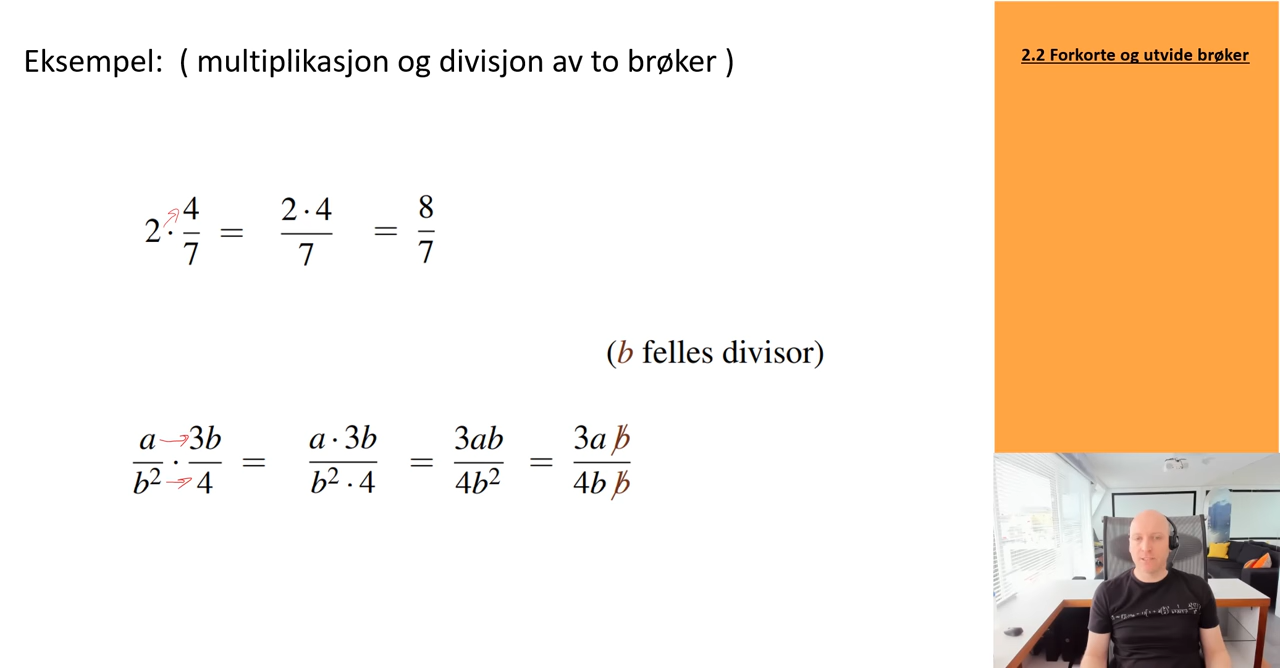 Eksempel: ( multiplikasjon og divisjon av to brøker )
2.2 Forkorte og utvide brøker
2 · 4/7 = 2 · 4/7 = 8/7
(b felles divisor)
a/b² · 3b/4 = a · 3b/b² · 4 = 3ab/4b² = 3a b/4b b